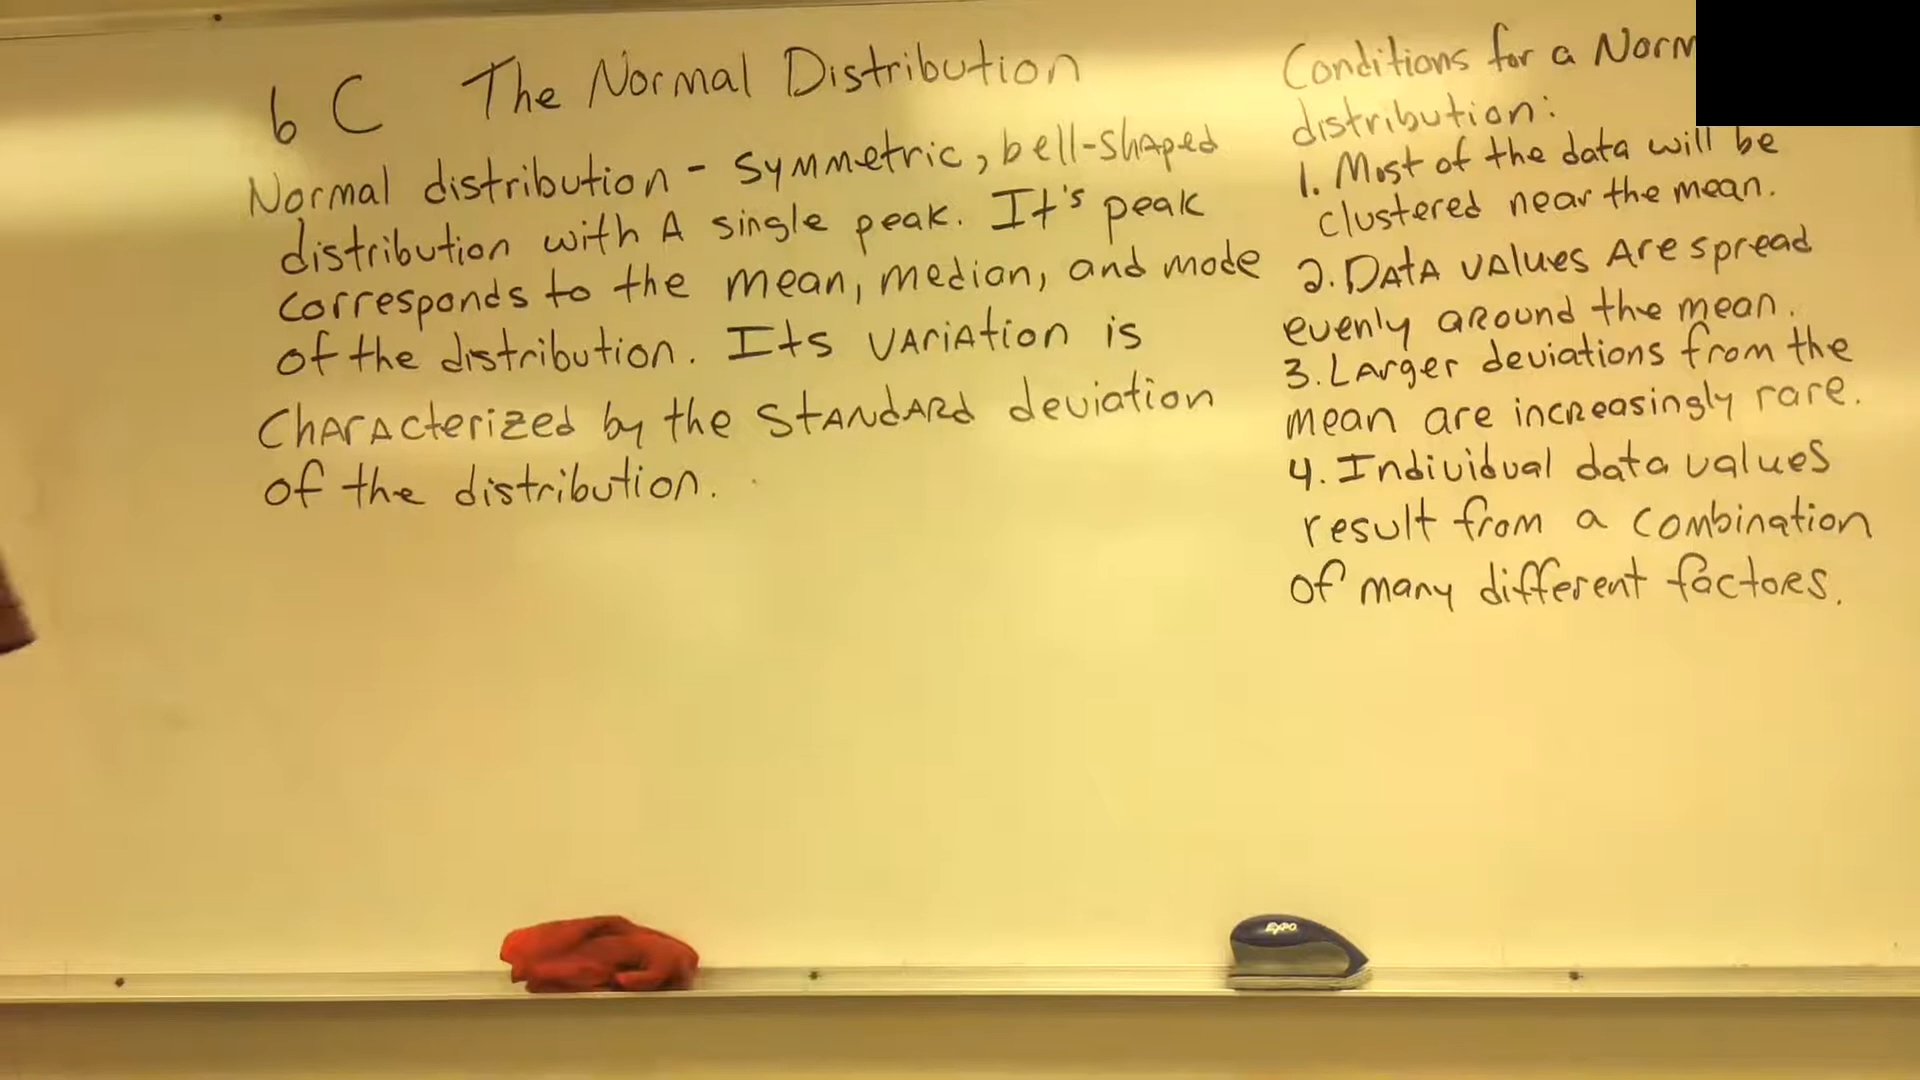 6 C The Normal Distribution
Normal distribution - symmetric, bell-shaped
distribution with A single peak. It's peak
corresponds to the mean, median, and mode
of the distribution. Its variation is
characterized by the standard deviation
of the distribution.
Conditions for a Norm
distribution:
1. Most of the data will be
clustered near the mean.
2. Data values are spread
evenly around the mean.
3. Larger deviations from the
mean are increasingly rare.
4. Individual data values
result from a combination
of many different factors.
EXPO